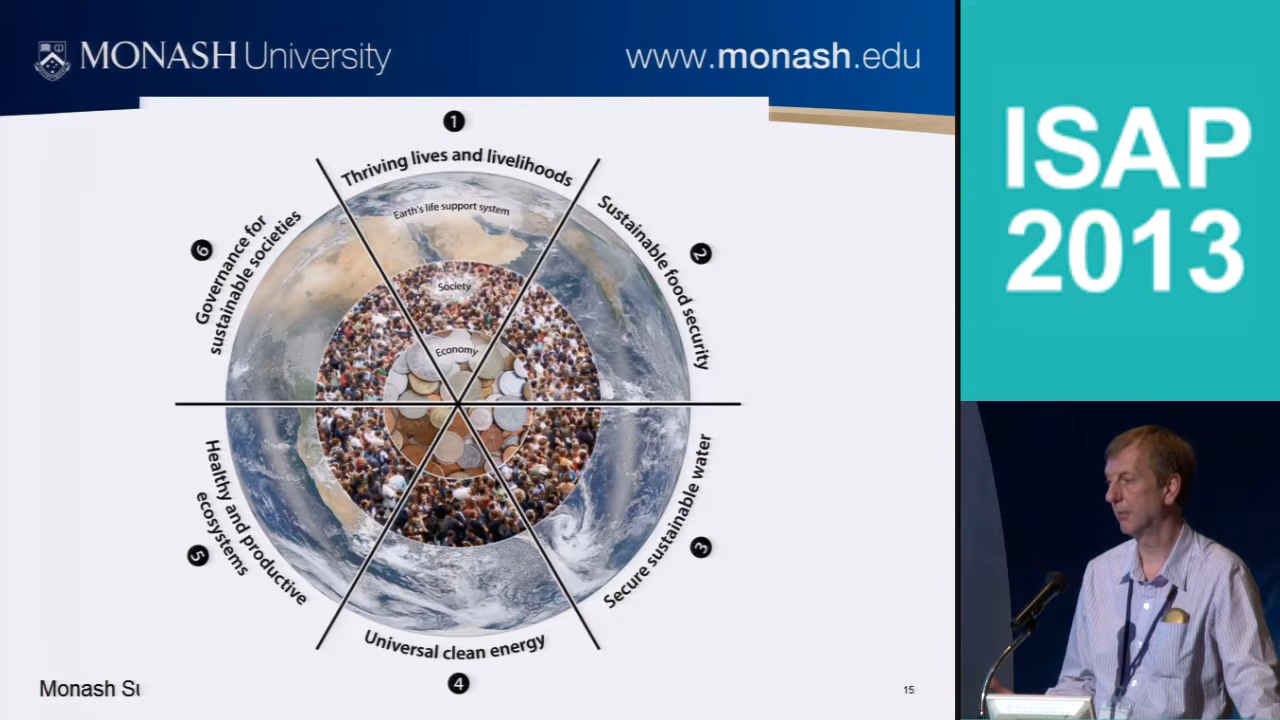 MONASH University
www.monash.edu
ISAP
2013
1
Thriving lives and livelihoods
Earth's life support system
Society
Economy
2
Sustainable food security
3
Secure sustainable water
4
Universal clean energy
5
Healthy and productive
ecosystems
6
Governance for
sustainable societies
Monash Su
15